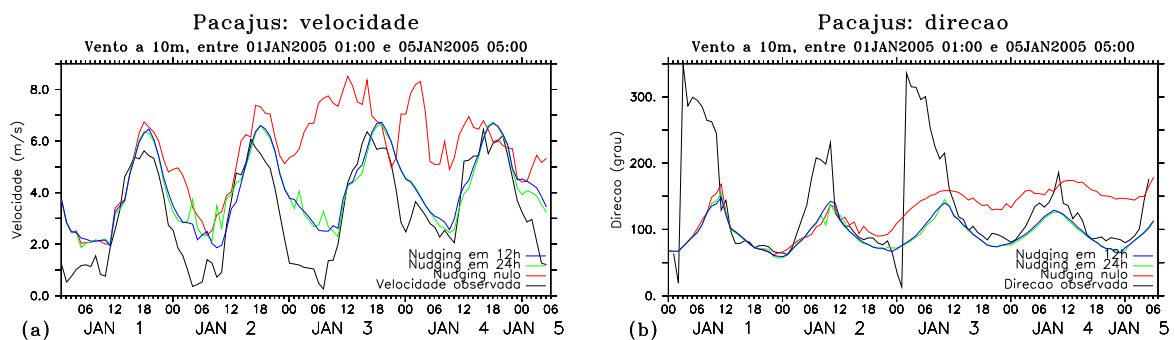 Pacajus: velocidade
Vento a 10m, entre 01JAN2005 01:00 e 05JAN2005 05:00
Velocidade (m/s)
8.0
6.0
4.0
2.0
0.0
Nudging em 12h
Nudging em 24h
Nudging nulo
Velocidade observada
06 12 18 00 06 12 18 00 06 12 18 00 06 12 18 00 06
JAN 1 JAN 2 JAN 3 JAN 4 JAN 5
(a)
Pacajus: direcao
Vento a 10m, entre 01JAN2005 01:00 e 05JAN2005 05:00
Direcao (grau)
300.
200.
100.
0.
Nudging em 12h
Nudging em 24h
Nudging nulo
Direcao observada
00 06 12 18 00 06 12 18 00 06 12 18 00 06 12 18 00 06
JAN 1 JAN 2 JAN 3 JAN 4 JAN 5
(b)